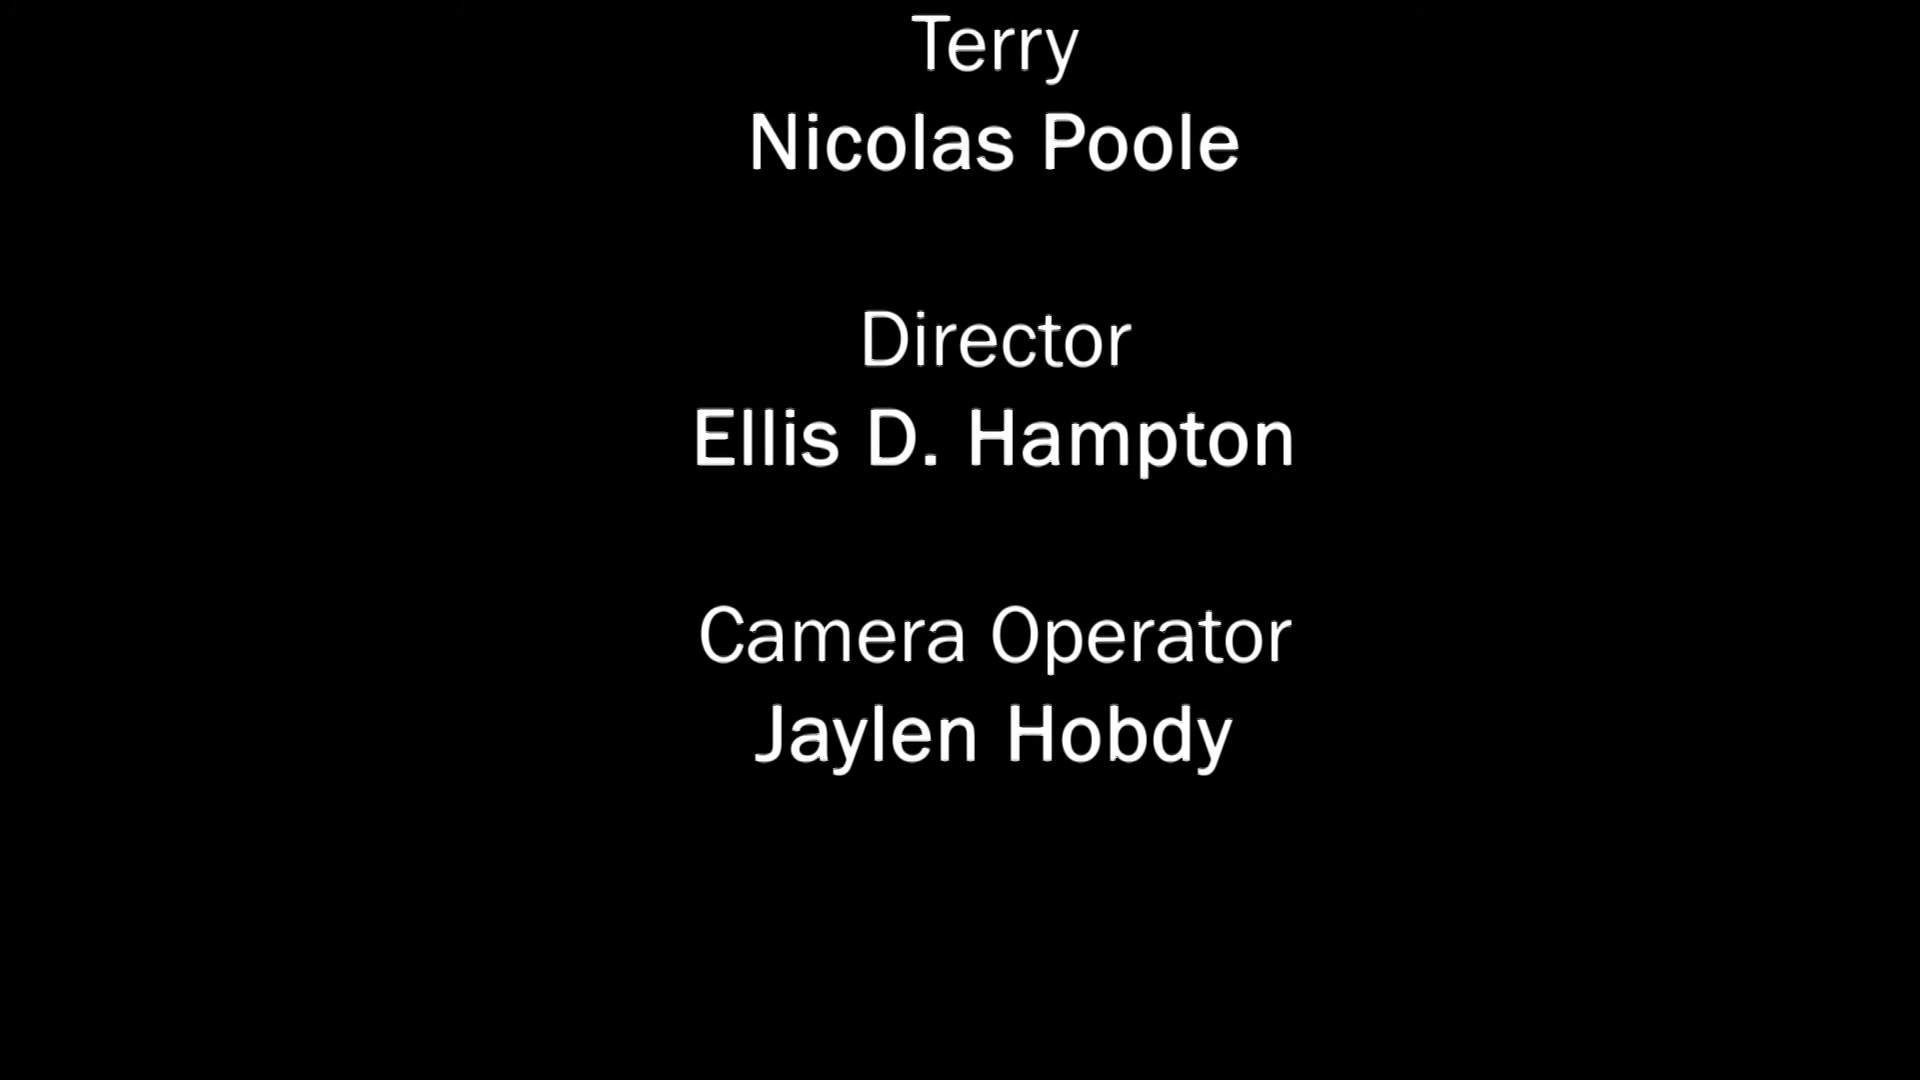 Terry
Nicolas Poole
Director
Ellis D. Hampton
Camera Operator
Jaylen Hobdy